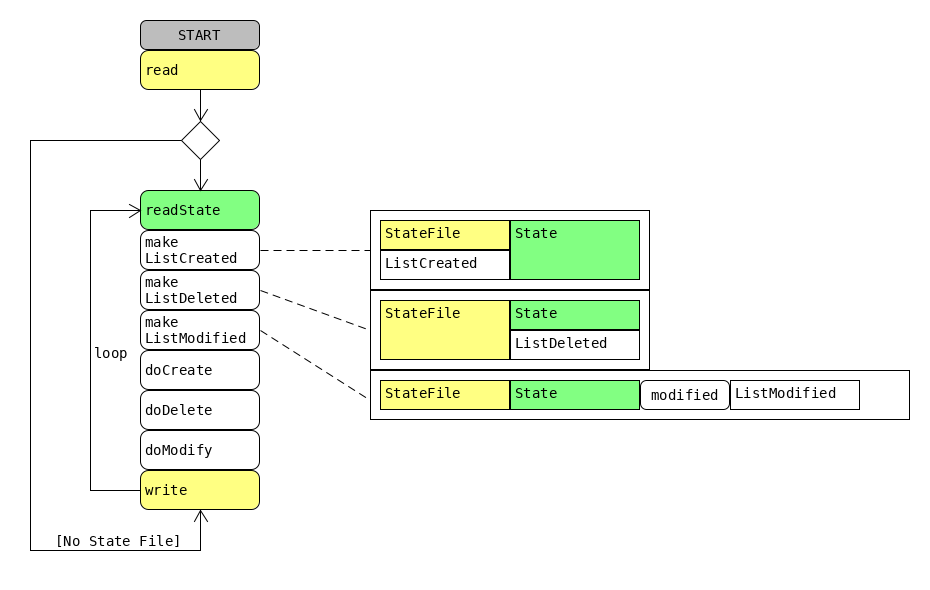 START
read
readState
make
ListCreated
make
ListDeleted
make
ListModified
loop
doCreate
doDelete
doModify
write
[No State File]
StateFile
State
ListCreated
StateFile
State
ListDeleted
StateFile
State
modified
ListModified